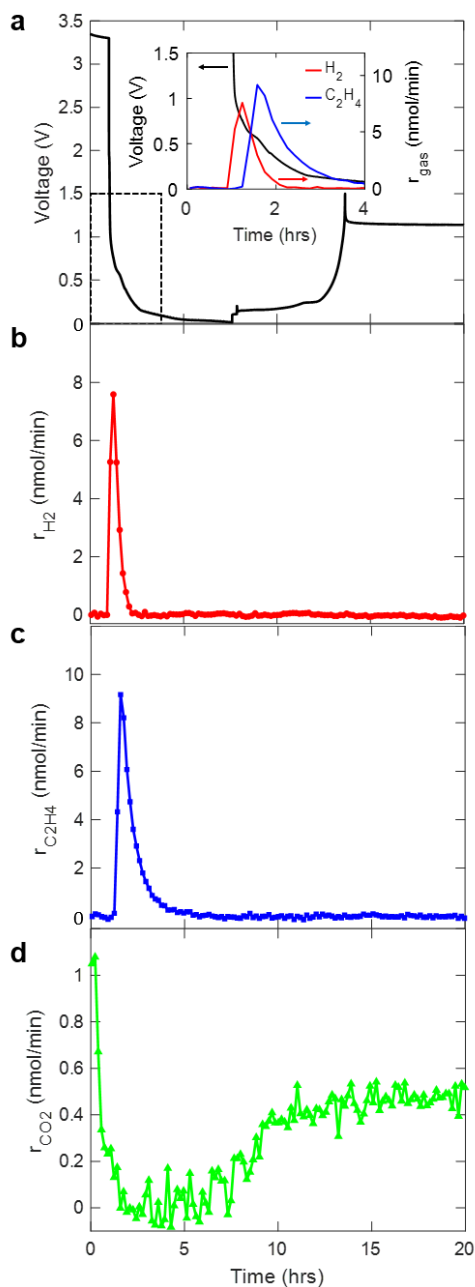 a
3.5
3
2.5
2
1.5
1
0.5
0
Voltage (V)
1.5
1
0.5
0
Voltage (V)
H2
C2H4
10
5
0
rgas (nmol/min)
0
2
4
Time (hrs)
b
8
6
4
2
0
rH2 (nmol/min)
c
10
8
6
4
2
0
rC2H4 (nmol/min)
d
1
0.8
0.6
0.4
0.2
0
rCO2 (nmol/min)
0
5
10
15
20
Time (hrs)